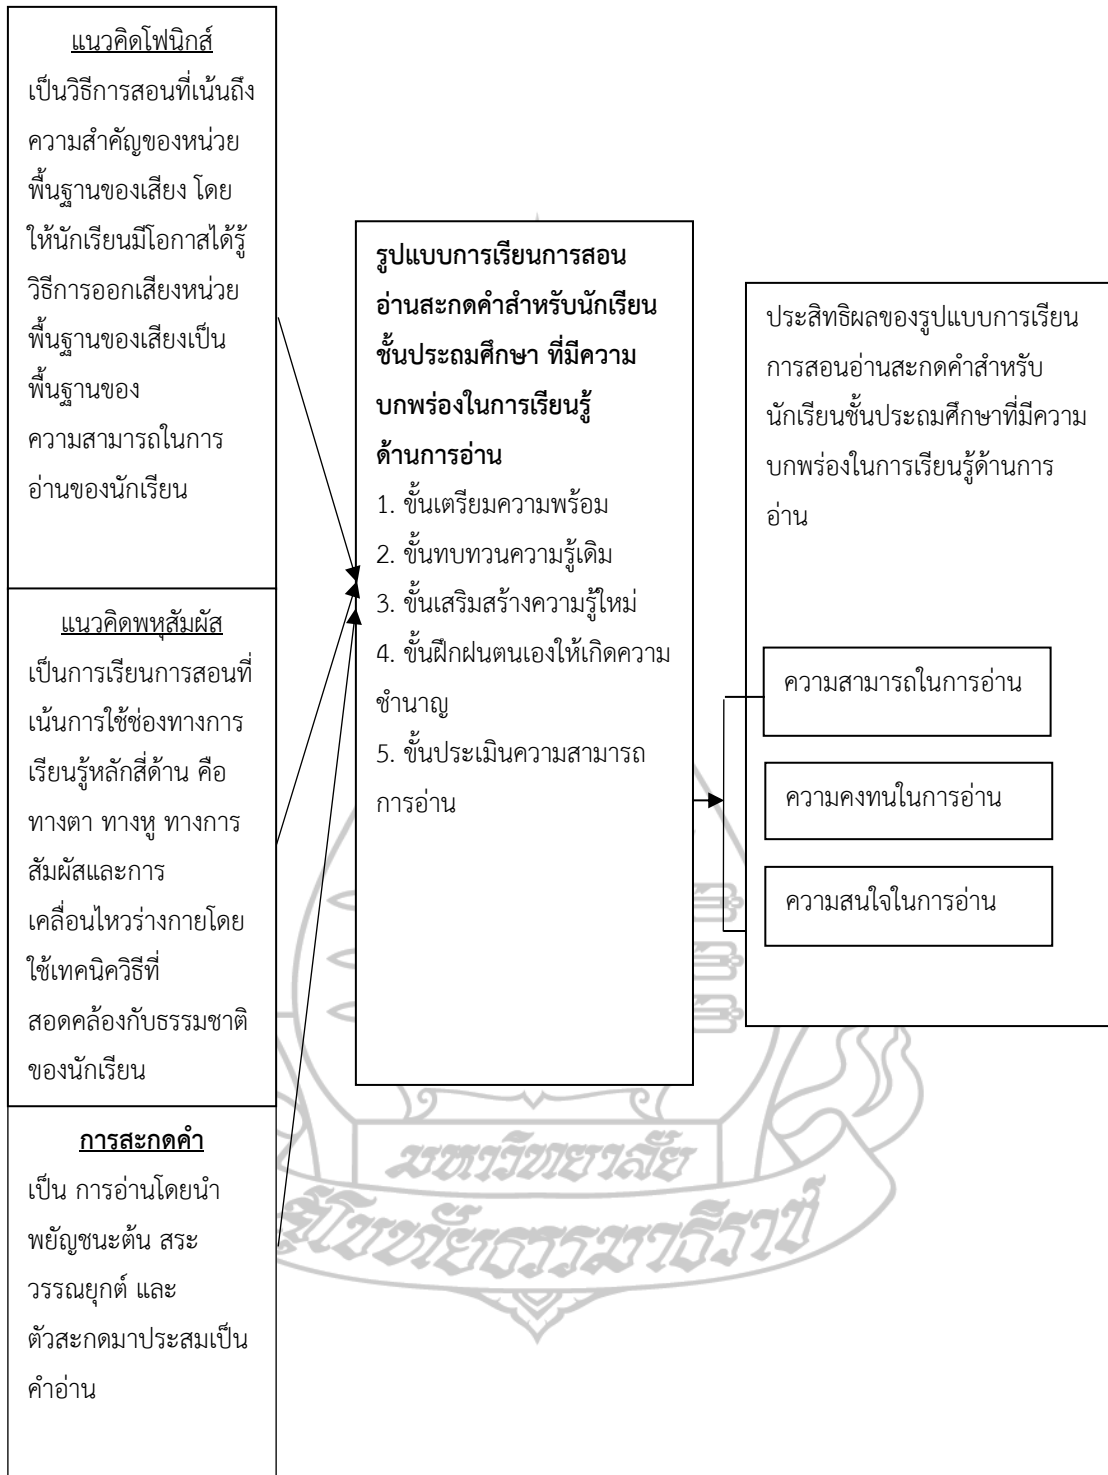 แนวคิดโฟนิกส์
เป็นวิธีการสอนที่เน้นถึง
ความสำคัญของหน่วย
พื้นฐานของเสียง โดย
ให้นักเรียนมีโอกาสได้รู้
วิธีการออกเสียงหน่วย
พื้นฐานของเสียงเป็น
พื้นฐานของ
ความสามารถในการ
อ่านของนักเรียน
แนวคิดพหุสัมผัส
เป็นการเรียนการสอนที่
เน้นการใช้ช่องทางการ
เรียนรู้หลักสี่ด้าน คือ
ทางตา ทางหู ทางการ
สัมผัสและการ
เคลื่อนไหวร่างกายโดย
ใช้เทคนิควิธีที่
สอดคล้องกับธรรมชาติ
ของนักเรียน
การสะกดคำ
เป็น การอ่านโดยนำ
พยัญชนะต้น สระ
วรรณยุกต์ และ
ตัวสะกดมาประสมเป็น
คำอ่าน
รูปแบบการเรียนการสอน
อ่านสะกดคำสำหรับนักเรียน
ชั้นประถมศึกษา ที่มีความ
บกพร่องในการเรียนรู้
ด้านการอ่าน
1. ขั้นเตรียมความพร้อม
2. ขั้นทบทวนความรู้เดิม
3. ขั้นเสริมสร้างความรู้ใหม่
4. ขั้นฝึกฝนตนเองให้เกิดความ
ชำนาญ
5. ขั้นประเมินความสามารถ
การอ่าน
ประสิทธิผลของรูปแบบการเรียน
การสอนอ่านสะกดคำสำหรับ
นักเรียนชั้นประถมศึกษาที่มีความ
บกพร่องในการเรียนรู้ด้านการ
อ่าน
ความสามารถในการอ่าน
ความคงทนในการอ่าน
ความสนใจในการอ่าน
มหาวิทยาลัย
สุโขทัยธรรมาธิราช